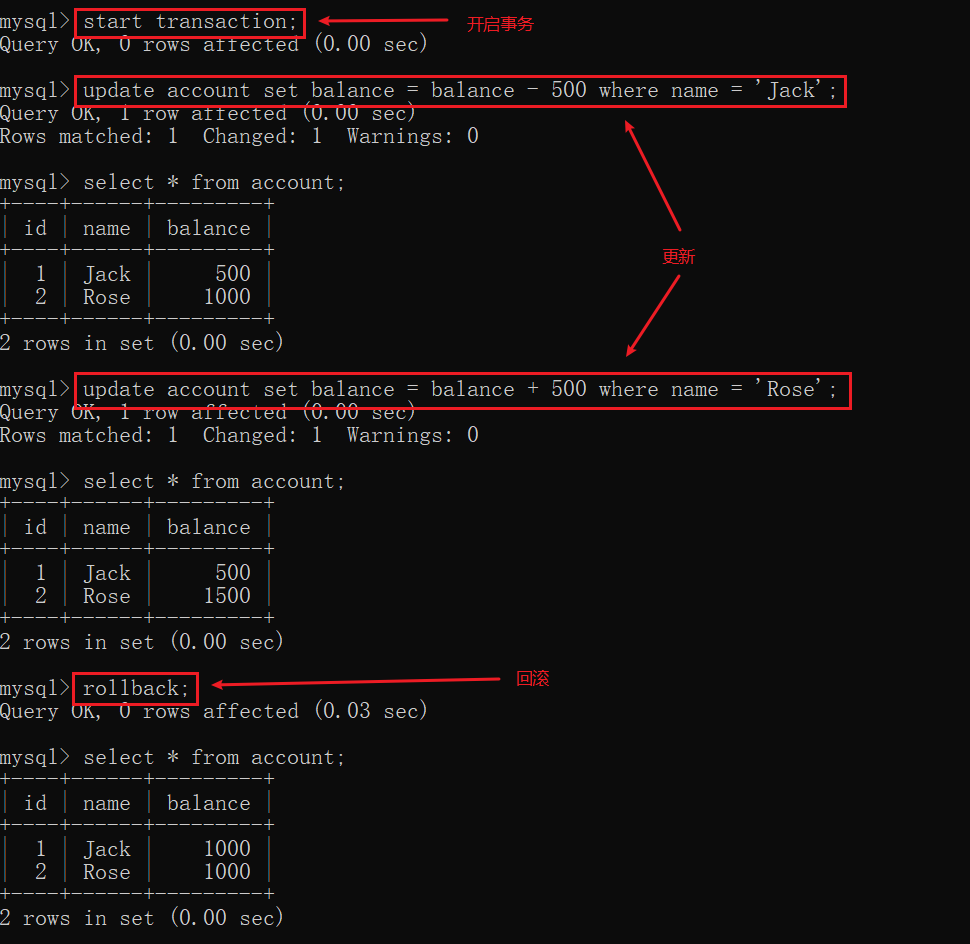 mysql> start transaction;
开启事务
Query OK, 0 rows affected (0.00 sec)
mysql> update account set balance = balance - 500 where name = 'Jack';
Query OK, 1 row affected (0.00 sec)
Rows matched: 1  Changed: 1  Warnings: 0
mysql> select * from account;
+----+------+---------+
| id | name | balance |
+----+------+---------+
|  1 | Jack |     500 |
|  2 | Rose |    1000 |
+----+------+---------+
2 rows in set (0.00 sec)
更新
mysql> update account set balance = balance + 500 where name = 'Rose';
Query OK, 1 row affected (0.00 sec)
Rows matched: 1  Changed: 1  Warnings: 0
mysql> select * from account;
+----+------+---------+
| id | name | balance |
+----+------+---------+
|  1 | Jack |     500 |
|  2 | Rose |    1500 |
+----+------+---------+
2 rows in set (0.00 sec)
mysql> rollback;
回滚
Query OK, 0 rows affected (0.03 sec)
mysql> select * from account;
+----+------+---------+
| id | name | balance |
+----+------+---------+
|  1 | Jack |    1000 |
|  2 | Rose |    1000 |
+----+------+---------+
2 rows in set (0.00 sec)